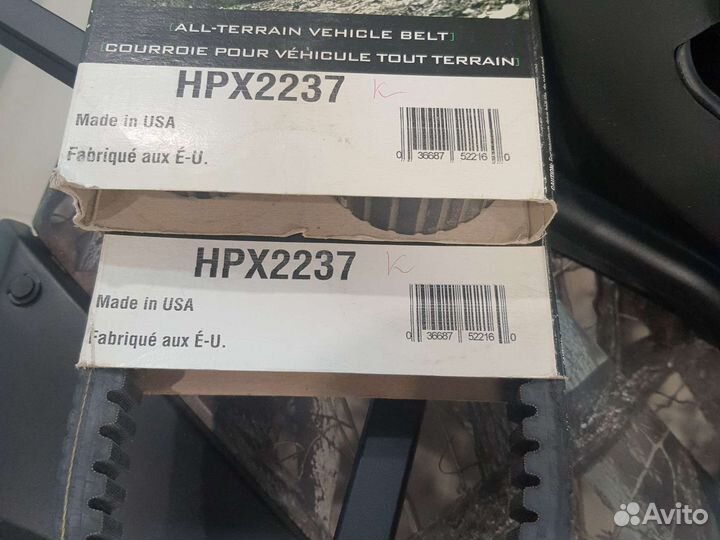 [ALL-TERRAIN VEHICLE BELT]
[COURROIE POUR VÉHICULE TOUT TERRAIN]
HPX2237 K
Made in USA
Fabriqué aux É-U.
0 36687 52216 0
HPX2237 K
Made in USA
Fabriqué aux É-U.
0 36687 52216 0
Avito